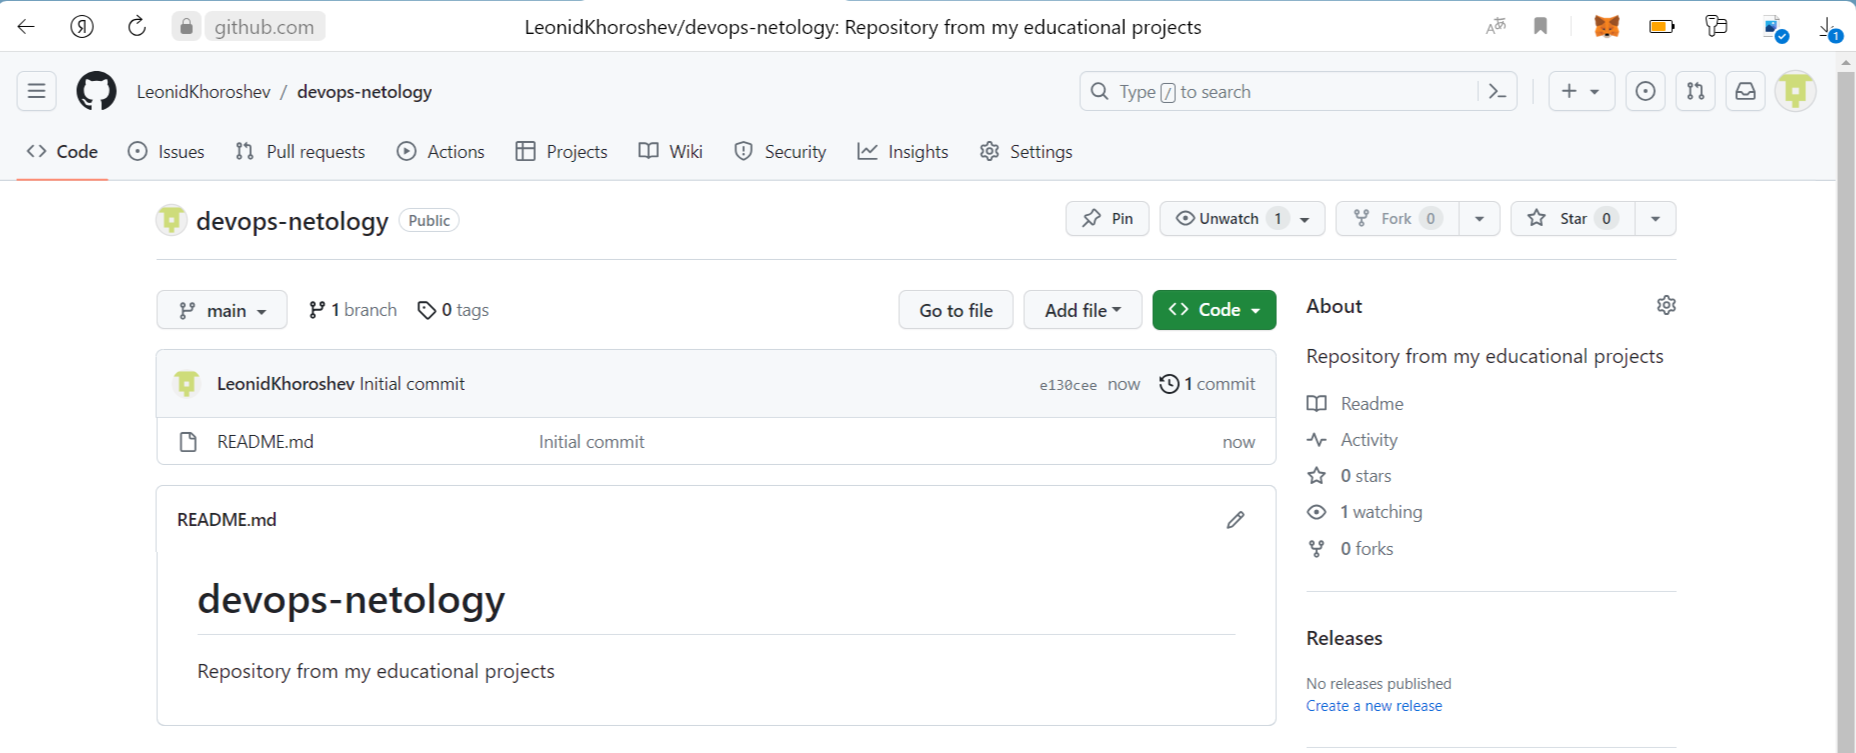 github.com LeonidKhoroshev/devops-netology: Repository from my educational projects
1
LeonidKhoroshev / devops-netology Type / to search
Code Issues Pull requests Actions Projects Wiki Security Insights Settings
devops-netology Public Pin Unwatch 1 Fork 0 Star 0
main 1 branch 0 tags Go to file Add file Code
LeonidKhoroshev Initial commit e130cee now 1 commit
README.md Initial commit now
README.md
devops-netology
Repository from my educational projects
About
Repository from my educational projects
Readme
Activity
0 stars
1 watching
0 forks
Releases
No releases published
Create a new release